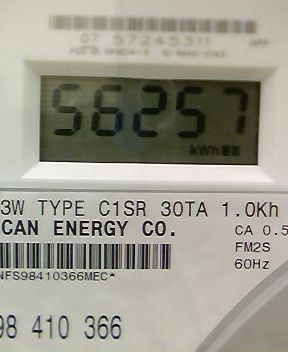 07 57245311
56257
kWh
3W TYPE C1SR 30TA 1.0Kh
CAN ENERGY CO.
CA 0.5
FM2S
60Hz
NFS98410366MEC*
98 410 366